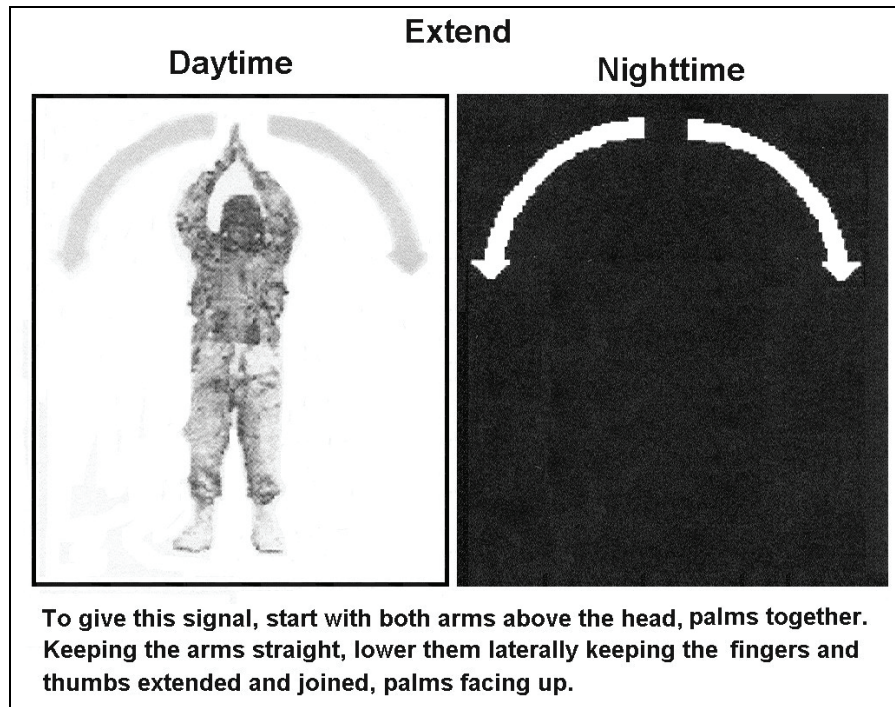 Extend
Daytime
Nighttime
To give this signal, start with both arms above the head, palms together.
Keeping the arms straight, lower them laterally keeping the fingers and
thumbs extended and joined, palms facing up.